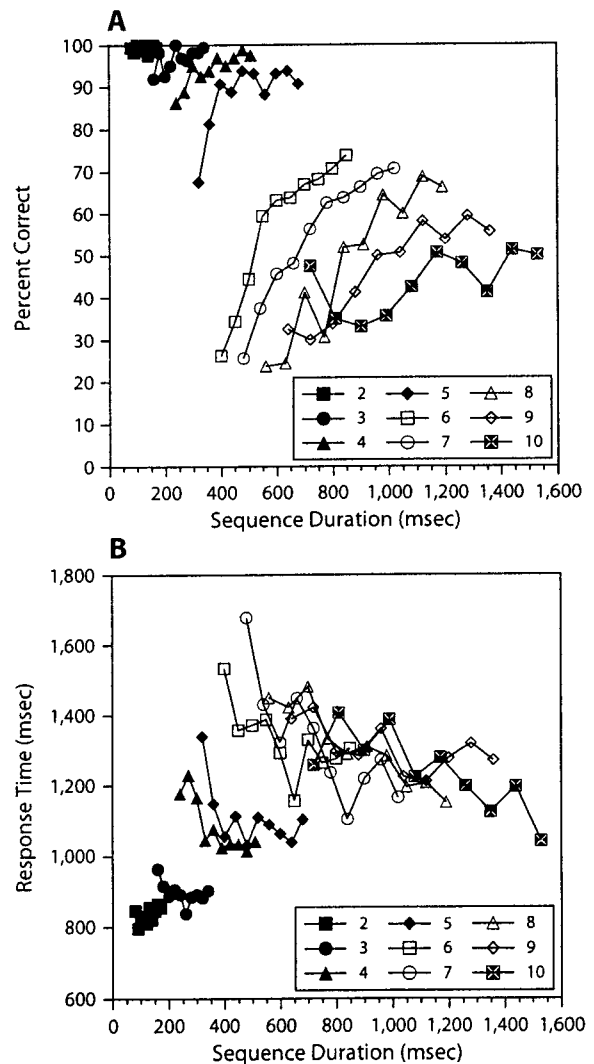 A
100
90
80
70
60
50
40
30
20
10
0
Percent Correct
0 200 400 600 800 1,000 1,200 1,400 1,600
Sequence Duration (msec)
2 5 8
3 6 9
4 7 10
B
1,800
1,600
1,400
1,200
1,000
800
600
Response Time (msec)
0 200 400 600 800 1,000 1,200 1,400 1,600
Sequence Duration (msec)
2 5 8
3 6 9
4 7 10